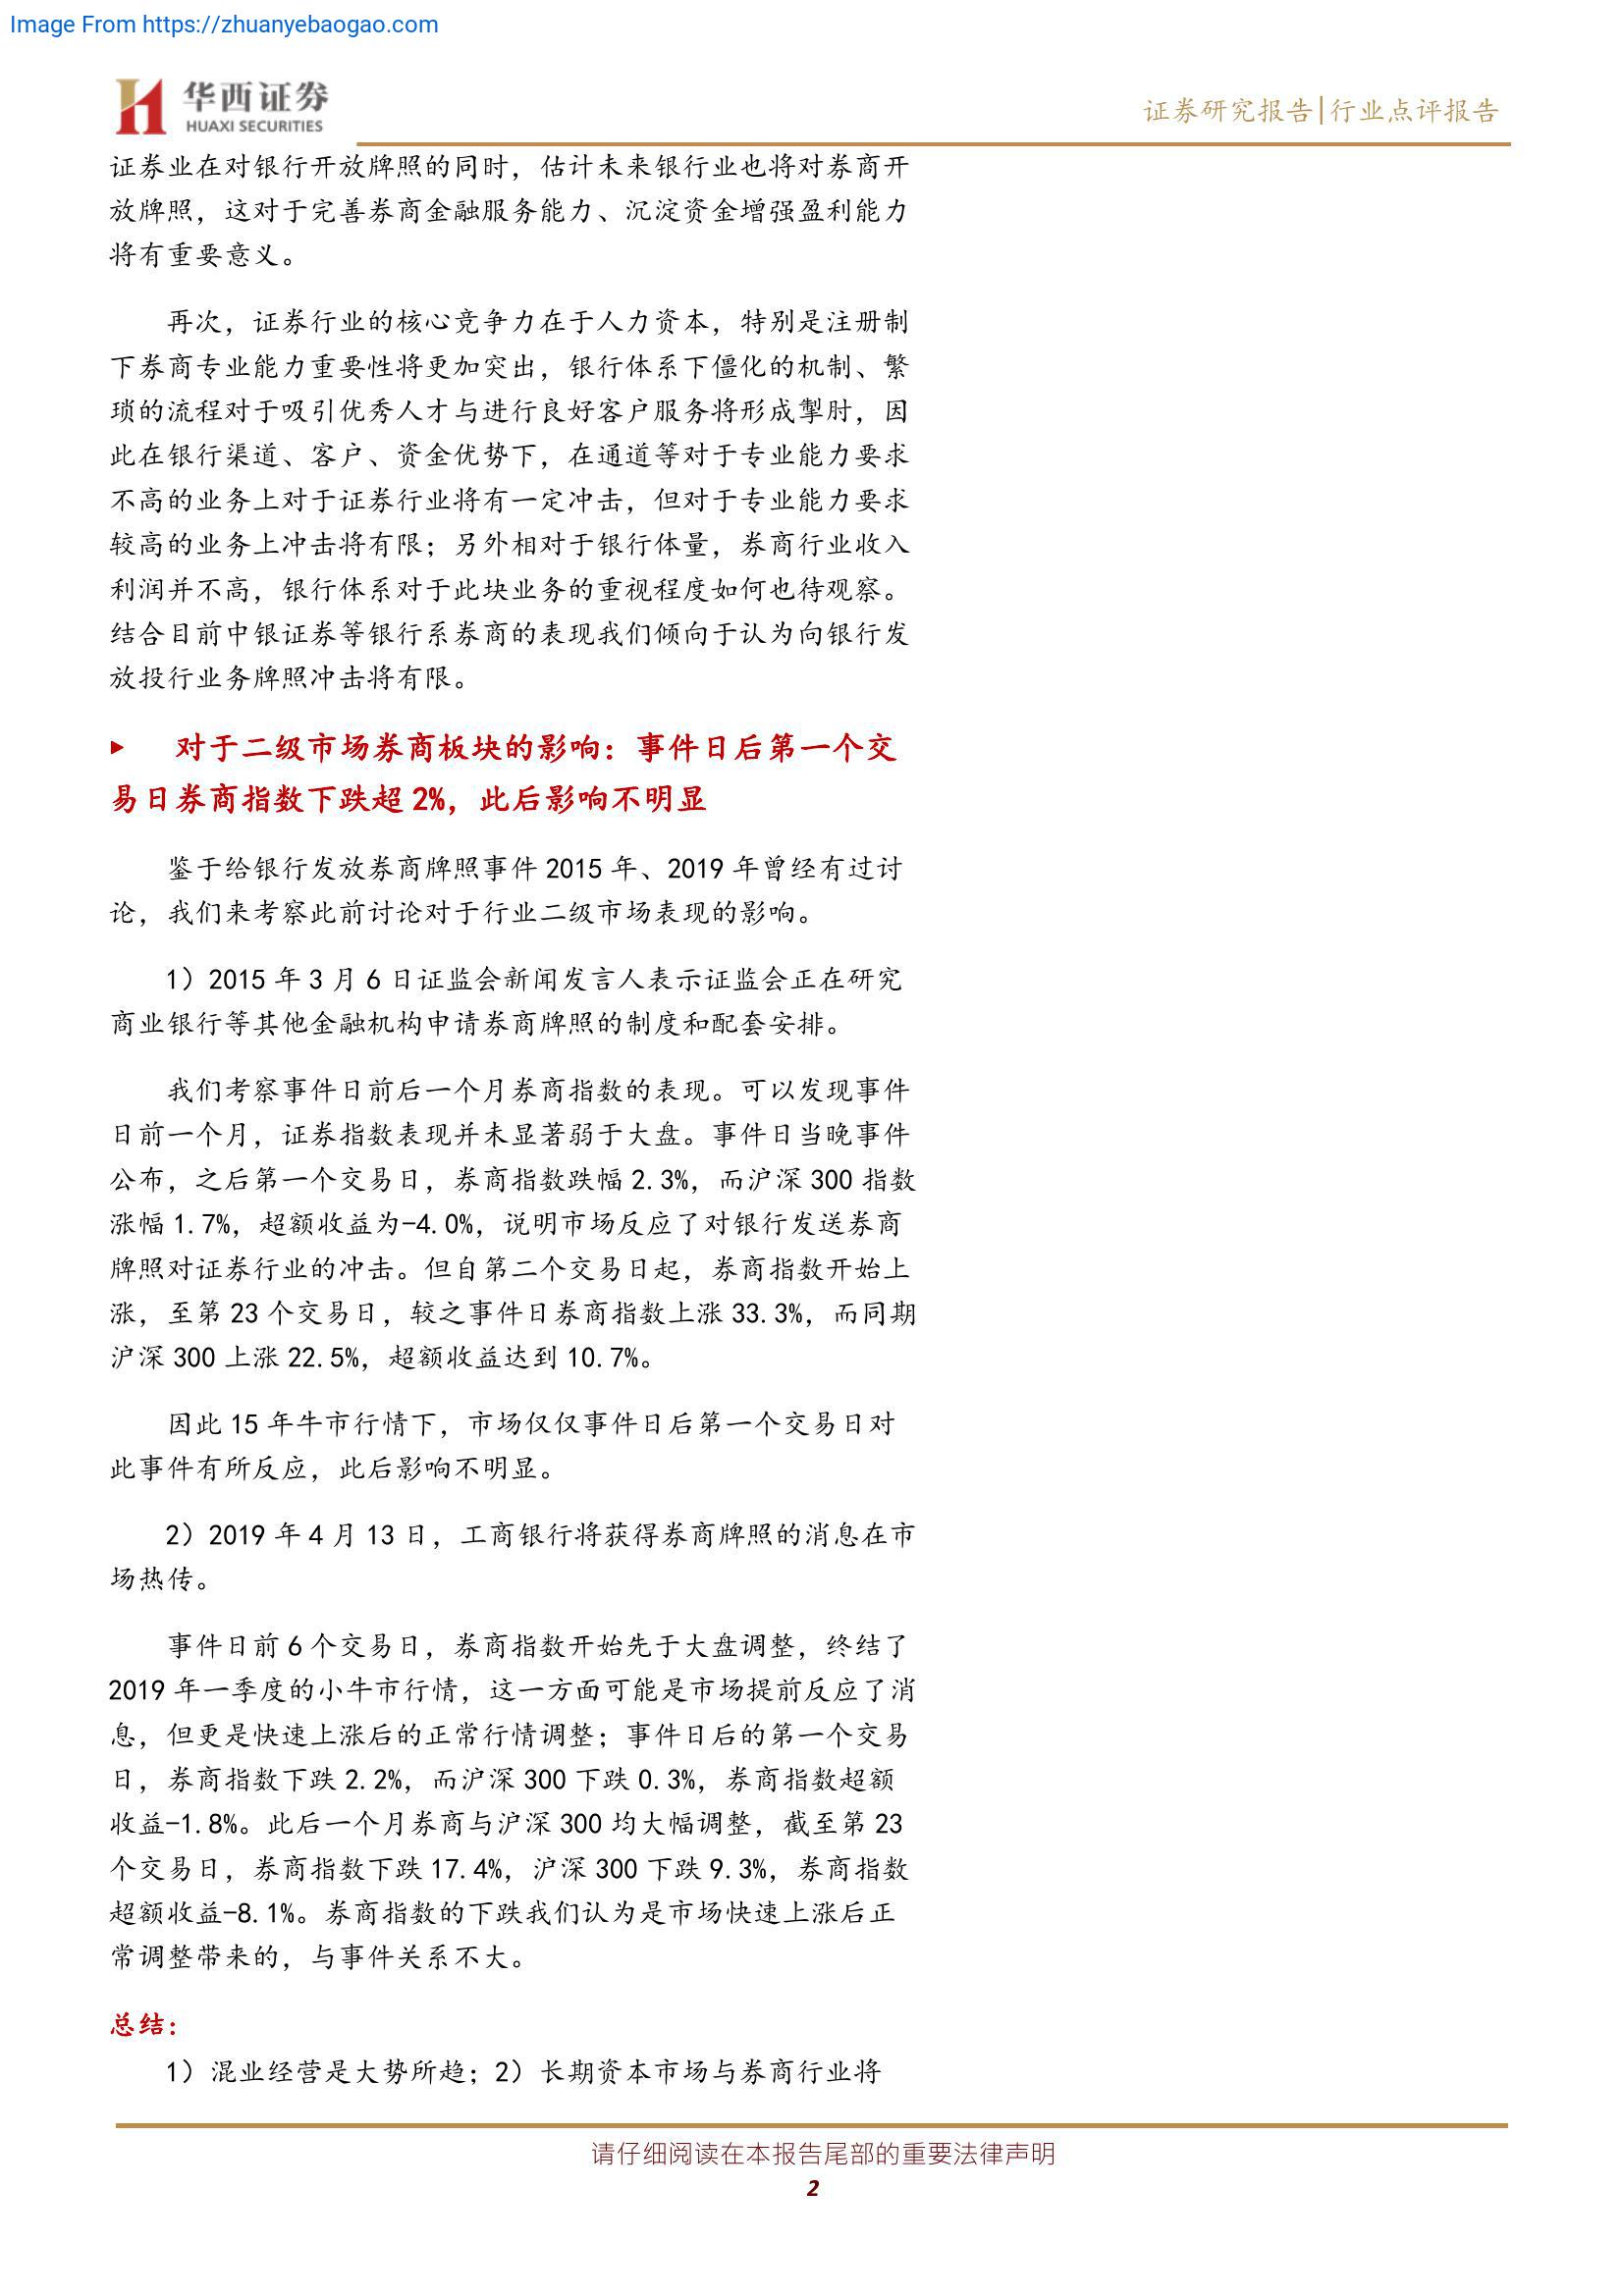 Image From https://zhuanyebaogao.com
华西证券
HUAXI SECURITIES
证券研究报告|行业点评报告
证券业在对银行开放牌照的同时，估计未来银行业也将对券商开
放牌照，这对于完善券商金融服务能力、沉淀资金增强盈利能力
将有重要意义。
再次，证券行业的核心竞争力在于人力资本，特别是注册制
下券商专业能力重要性将更加突出，银行体系下僵化的机制、繁
琐的流程对于吸引优秀人才与进行良好客户服务将形成掣肘，因
此在银行渠道、客户、资金优势下，在通道等对于专业能力要求
不高的业务上对于证券行业将有一定冲击，但对于专业能力要求
较高的业务上冲击将有限；另外相对于银行体量，券商行业收入
利润并不高，银行体系对于此块业务的重视程度如何也待观察。
结合目前中银证券等银行系券商的表现我们倾向于认为向银行发
放投行业务牌照冲击将有限。
▶ 对于二级市场券商板块的影响：事件日后第一个交
易日券商指数下跌超 2%，此后影响不明显
鉴于给银行发放券商牌照事件 2015 年、2019 年曾经有过讨
论，我们来考察此前讨论对于行业二级市场表现的影响。
1）2015 年 3 月 6 日证监会新闻发言人表示证监会正在研究
商业银行等其他金融机构申请券商牌照的制度和配套安排。
我们考察事件日前后一个月券商指数的表现。可以发现事件
日前一个月，证券指数表现并未显著弱于大盘。事件日当晚事件
公布，之后第一个交易日，券商指数跌幅 2.3%，而沪深 300 指数
涨幅 1.7%，超额收益为-4.0%，说明市场反应了对银行发送券商
牌照对证券行业的冲击。但自第二个交易日起，券商指数开始上
涨，至第 23 个交易日，较之事件日券商指数上涨 33.3%，而同期
沪深 300 上涨 22.5%，超额收益达到 10.7%。
因此 15 年牛市行情下，市场仅仅事件日后第一个交易日对
此事件有所反应，此后影响不明显。
2）2019 年 4 月 13 日，工商银行将获得券商牌照的消息在市
场热传。
事件日前 6 个交易日，券商指数开始先于大盘调整，终结了
2019 年一季度的小牛市行情，这一方面可能是市场提前反应了消
息，但更是快速上涨后的正常行情调整；事件日后的第一个交易
日，券商指数下跌 2.2%，而沪深 300 下跌 0.3%，券商指数超额
收益-1.8%。此后一个月券商与沪深 300 均大幅调整，截至第 23
个交易日，券商指数下跌 17.4%，沪深 300 下跌 9.3%，券商指数
超额收益-8.1%。券商指数的下跌我们认为是市场快速上涨后正
常调整带来的，与事件关系不大。
总结：
1）混业经营是大势所趋；2）长期资本市场与券商行业将
请仔细阅读在本报告尾部的重要法律声明
2